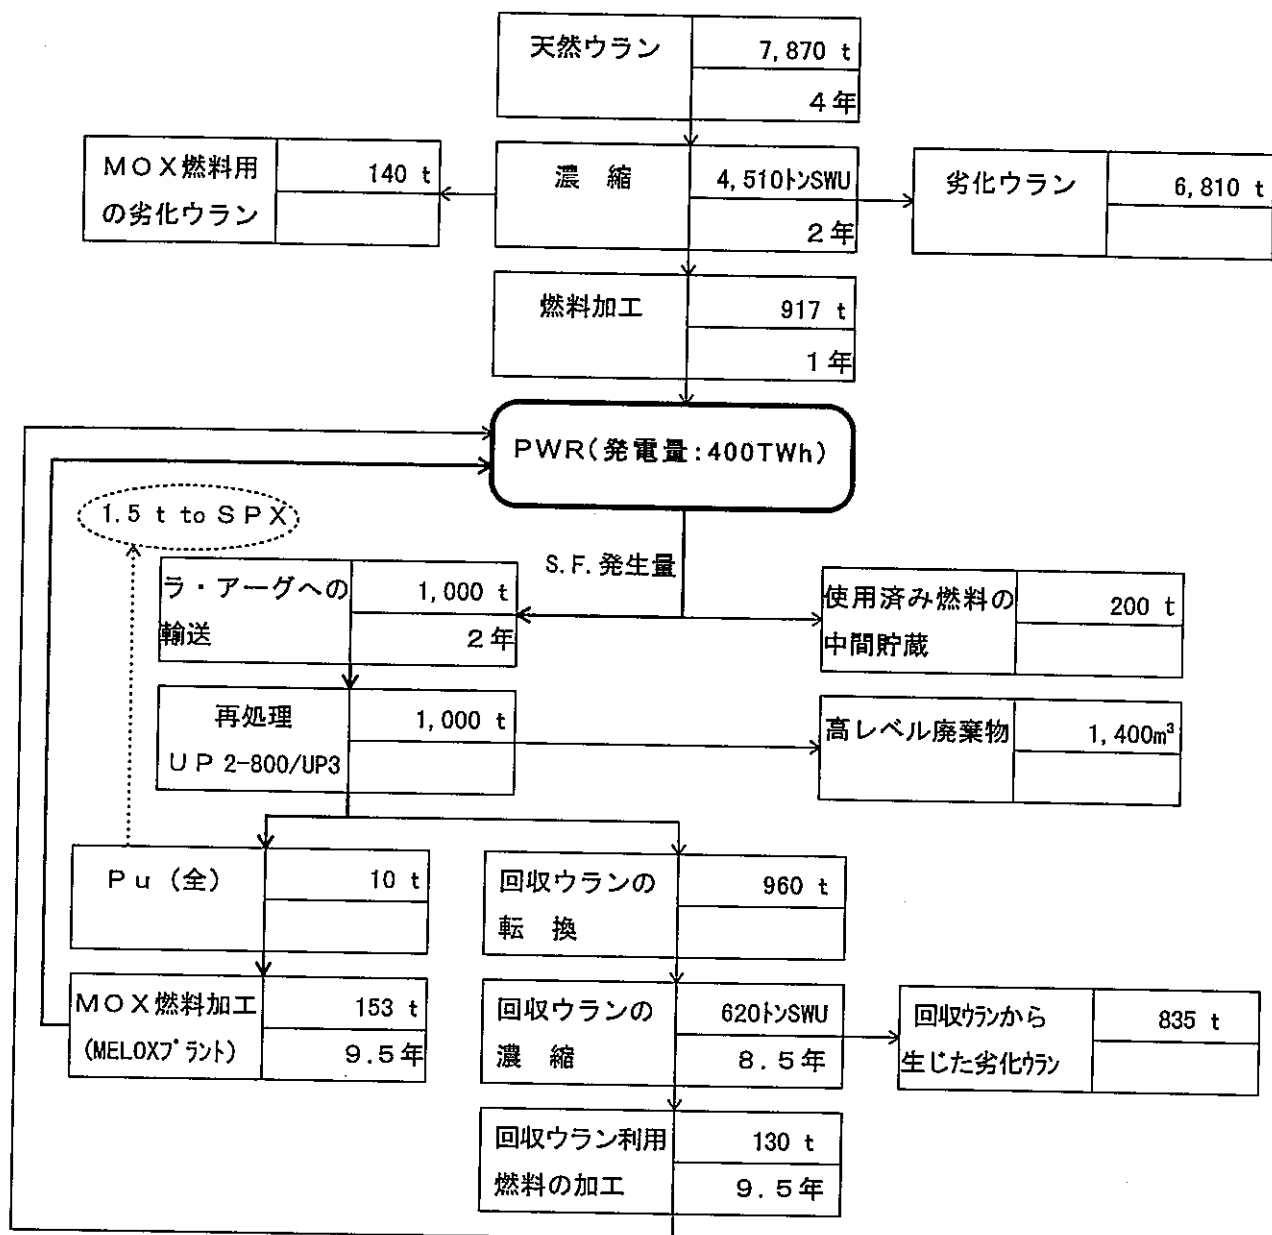 天然ウラン
7,870 t
4年
MOX燃料用
の劣化ウラン
140 t
濃 縮
4,510トンSWU
2年
劣化ウラン
6,810 t
燃料加工
917 t
1年
PWR(発電量:400TWh)
1.5 t to SPX
S.F.発生量
ラ・アーグへの
輸送
1,000 t
2年
使用済み燃料の
中間貯蔵
200 t
再処理
UP2-800/UP3
1,000 t
高レベル廃棄物
1,400m³
Pu(全)
10 t
回収ウランの
転 換
960 t
MOX燃料加工
(MELOXプラント)
153 t
9.5年
回収ウランの
濃 縮
620トンSWU
8.5年
回収ウランから
生じた劣化ウラン
835 t
回収ウラン利用
燃料の加工
130 t
9.5年